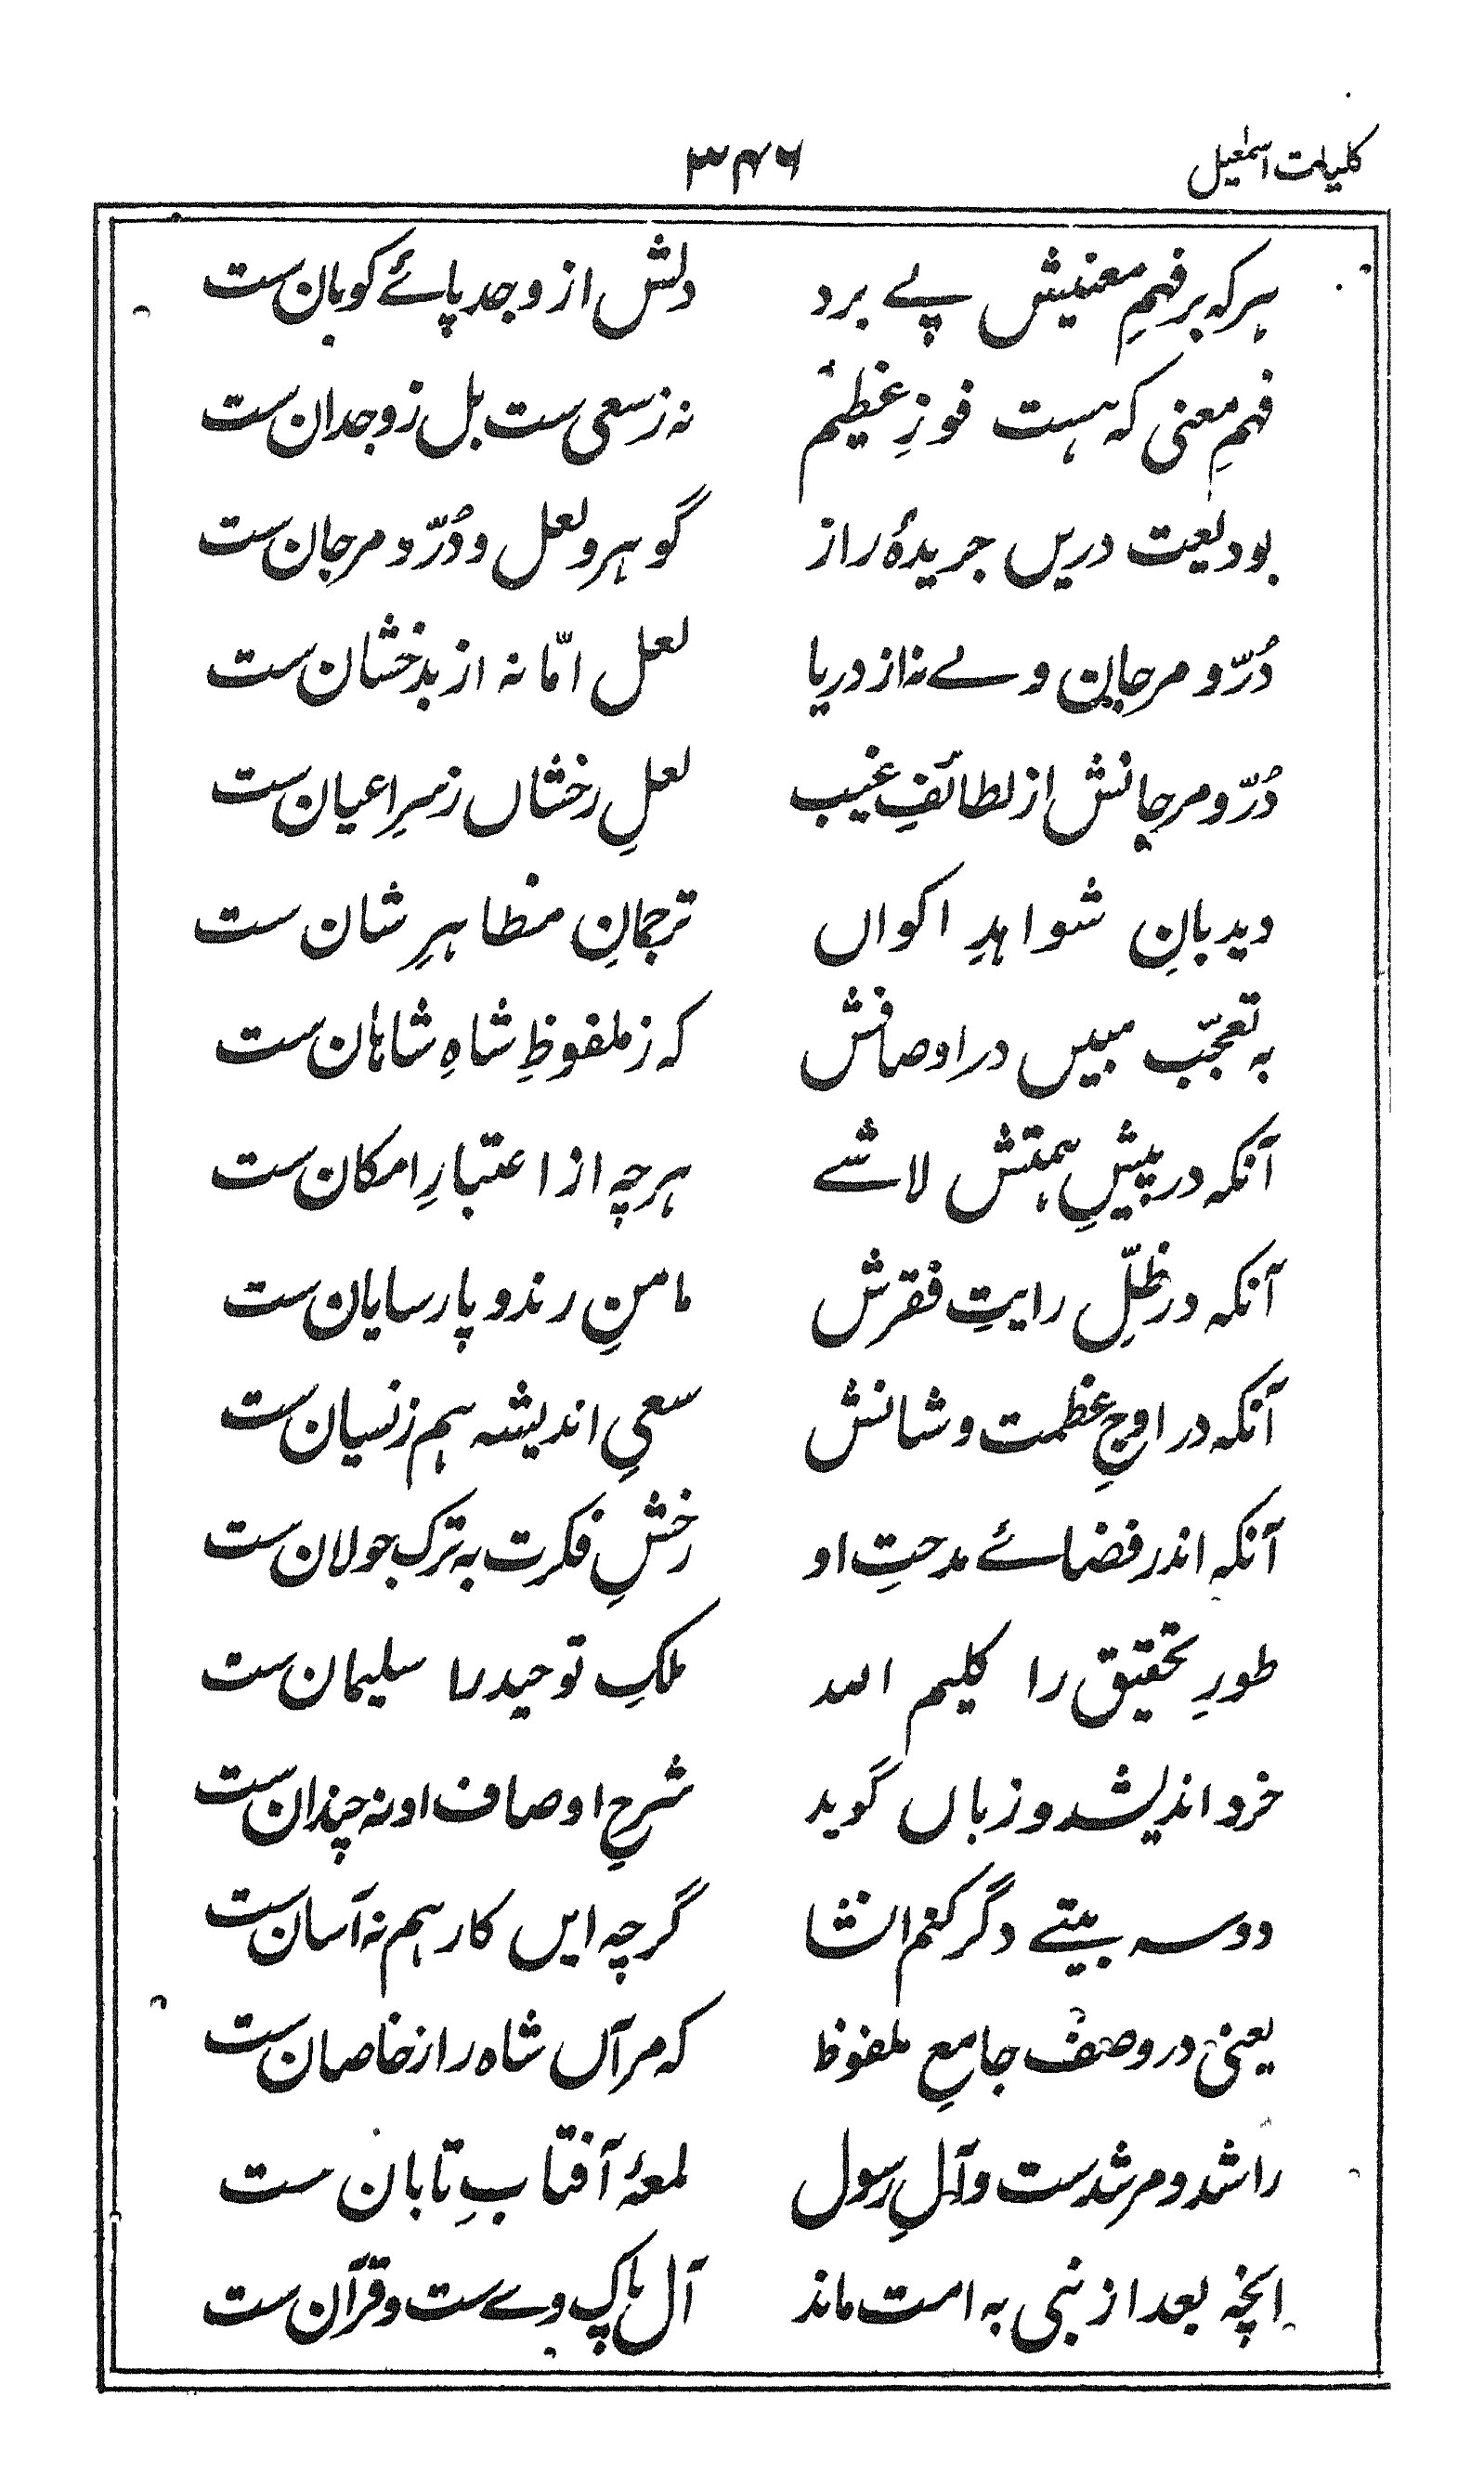 کلیات اسمٰعیل ۳۴۶
ہرکہ برفہمِ معنیش پے برد دلش از وجد پائے کوبان ست
فہمِ معنی کہ ہست فوزِ عظیم نہ ز سعی ست بل ز وجدان ست
بودیعت دریں جریدۂ راز گوہر و لعل و دُرّ و مرجان ست
دُرّ و مرجان ولے نہ از دریا لعل امّا نہ از بدخشان ست
دُرّ و مرجانش از لطائفِ غیب لعلِ رخشاں ز سرِ اعیان ست
دیدبانِ شواہدِ اکواں ترجمانِ مظاہرِ شان ست
بہ تعجّب مبیں در اوصافش کہ ز ملفوظِ شاہِ شاہان ست
آنکہ در پیشِ ہمتش لاشے ہرچہ از اعتبارِ امکان ست
آنکہ در ظلِّ رایتِ فقرش مامنِ رند و پارسایان ست
آنکہ در اوجِ عظمت و شانش سعیِ اندیشہ ہم ز نسیان ست
آنکہ اندر فضائے مدحتِ او رخشِ فکرت بہ ترک جولان ست
طورِ تحقیق را کلیم اللہ ملکِ توحید را سلیمان ست
خرد اندیشد و زباں گوید شرحِ اوصاف او نہ چندان ست
دوسہ بیتے دگر کنم انشا گرچہ ایں کار ہم نہ آسان ست
یعنی در وصف جامعِ ملفوظ کہ مرآں شاہ را ز خاصان ست
راشد و مرشدست و آلِ رسول لمعۂ آفتابِ تابان ست
انچہ بعد از نبی بہ امت ماند آل پاک وے ست و قرآن ست